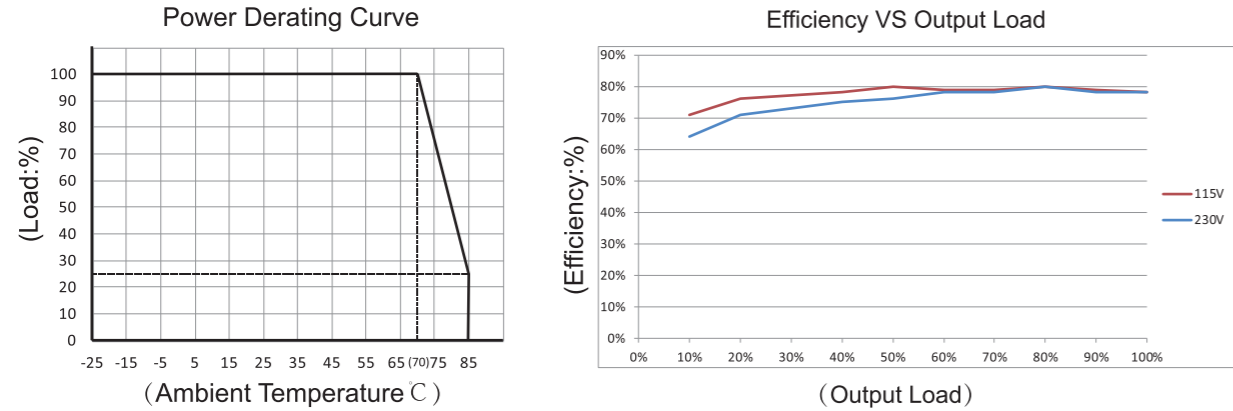 Power Derating Curve
(Load:%)
100
90
80
70
60
50
40
30
20
10
0
-25 -15 -5 5 15 25 35 45 55 65 (70) 75 85
(Ambient Temperature ℃)
Efficiency VS Output Load
(Efficiency:%)
90%
80%
70%
60%
50%
40%
30%
20%
10%
0%
0% 10% 20% 30% 40% 50% 60% 70% 80% 90% 100%
(Output Load)
115V
230V